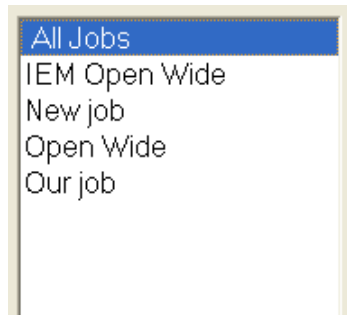 All Jobs
IEM Open Wide
New job
Open Wide
Our job